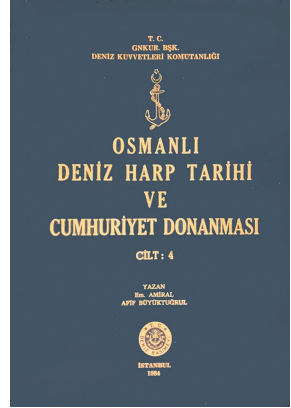 T. C.
GNKUR. BŞK.
DENİZ KUVVETLERİ KOMUTANLIĞI
OSMANLI
DENİZ HARP TARİHİ
VE
CUMHURİYET DONANMASI
CİLT : 4
YAZAN
Em. AMİRAL
AFİF BÜYÜKTUĞRUL
İSTANBUL
1984